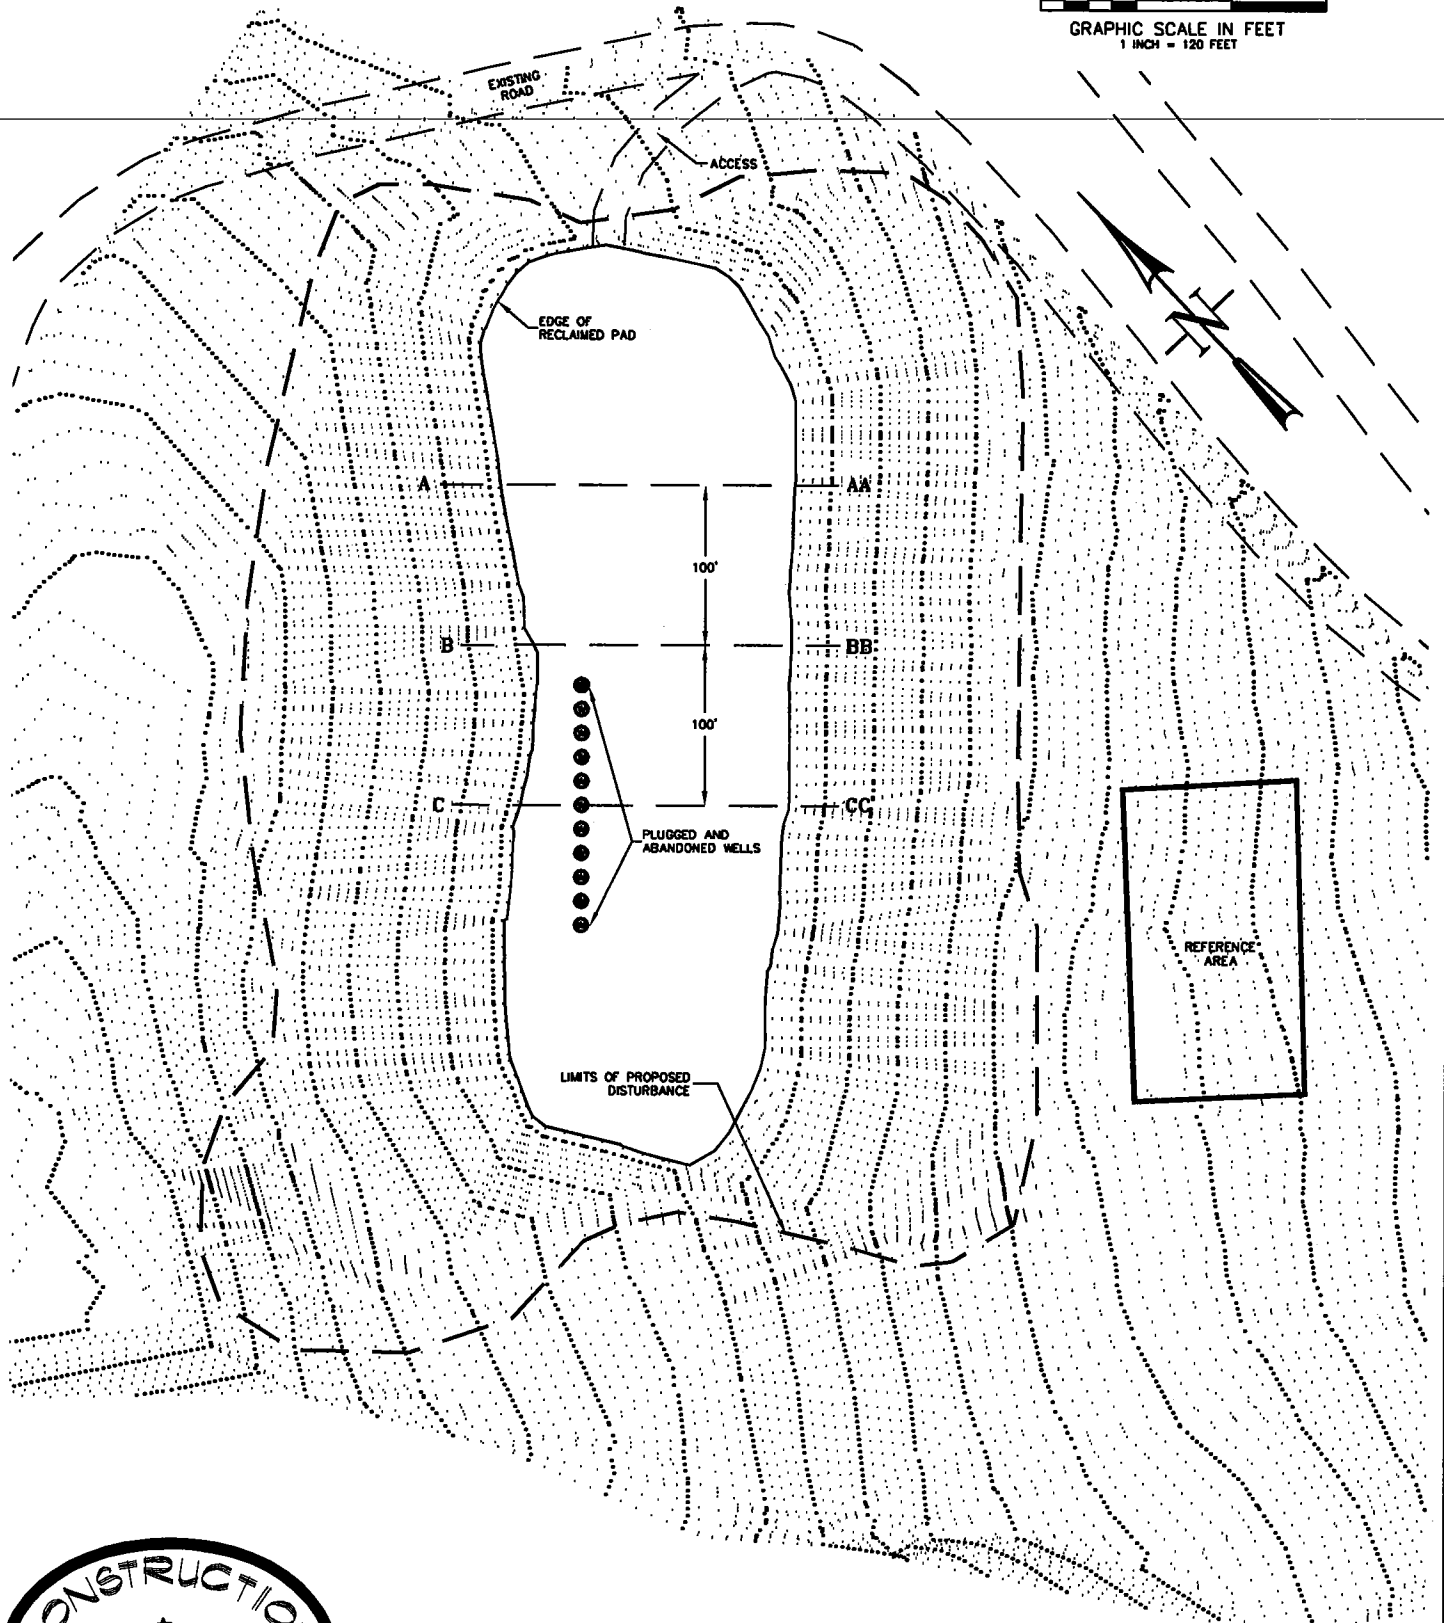 GRAPHIC SCALE IN FEET
1 INCH = 120 FEET
EXISTING
ROAD
ACCESS
N
EDGE OF
RECLAIMED PAD
A
AA
100'
B
BB
100'
C
CC
PLUGGED AND
ABANDONED WELLS
REFERENCE
AREA
LIMITS OF PROPOSED
DISTURBANCE
ONSTRUCTIO